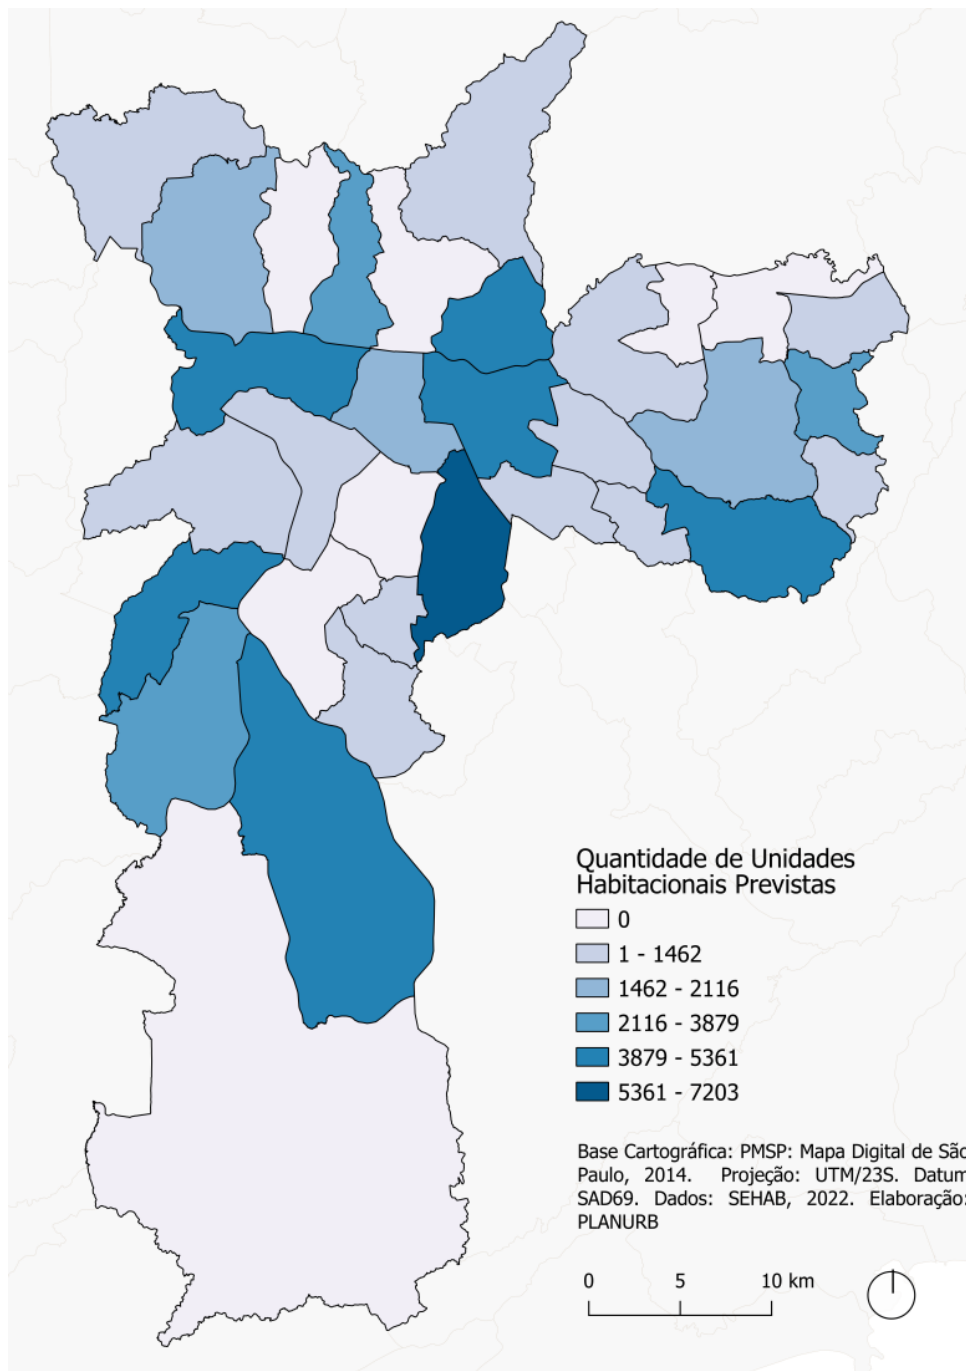 Quantidade de Unidades
Habitacionais Previstas
0
1 - 1462
1462 - 2116
2116 - 3879
3879 - 5361
5361 - 7203
Base Cartográfica: PMSP: Mapa Digital de São
Paulo, 2014. Projeção: UTM/23S. Datum
SAD69. Dados: SEHAB, 2022. Elaboração:
PLANURB
0 5 10 km